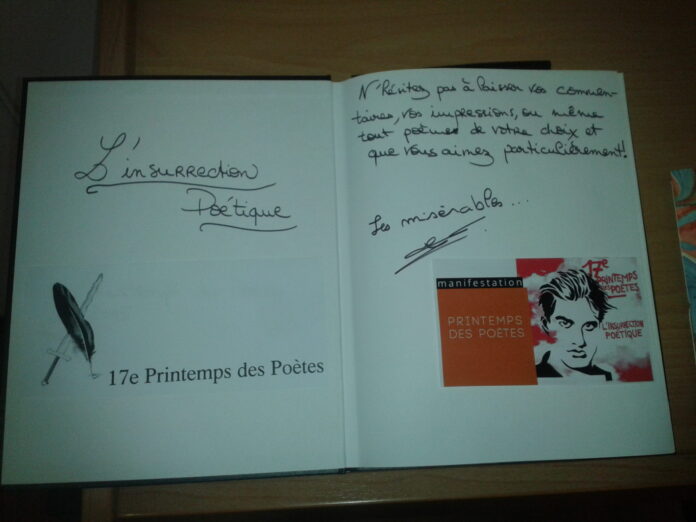 L'insurrection
Poétique
17e Printemps des Poètes
N'hésitez pas à laisser vos commen-
taires, vos impressions, ou même
tout poèmes de votre choix et
que vous aimez particulièrement!
Les misérables...
manifestation
PRINTEMPS
DES POÈTES
17e
PRINTEMPS
DES POÈTES
L'INSURRECTION
POÉTIQUE